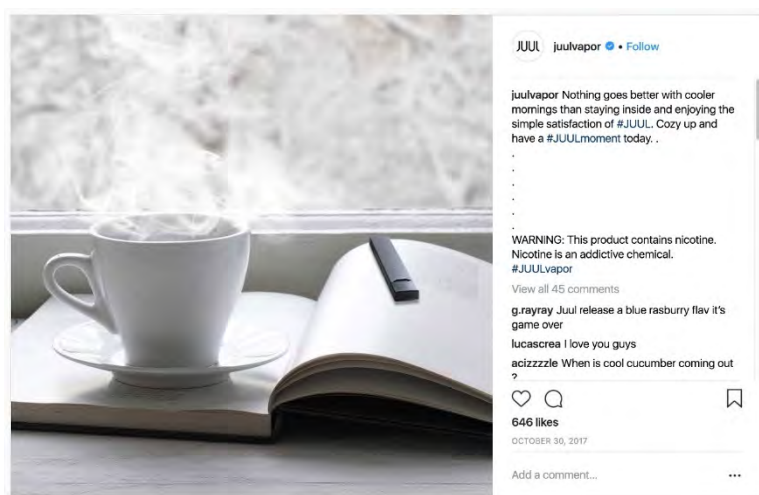 JUUL juulvapor • Follow
juulvapor Nothing goes better with cooler
mornings than staying inside and enjoying the
simple satisfaction of #JUUL. Cozy up and
have a #JUULmoment today. .
.
.
.
.
.
.
WARNING: This product contains nicotine.
Nicotine is an addictive chemical.
#JUULvapor
View all 45 comments
g.rayray Juul release a blue rasburry flav it's
game over
lucascrea I love you guys
acizzzzle When is cool cucumber coming out
?
646 likes
OCTOBER 30, 2017
Add a comment...